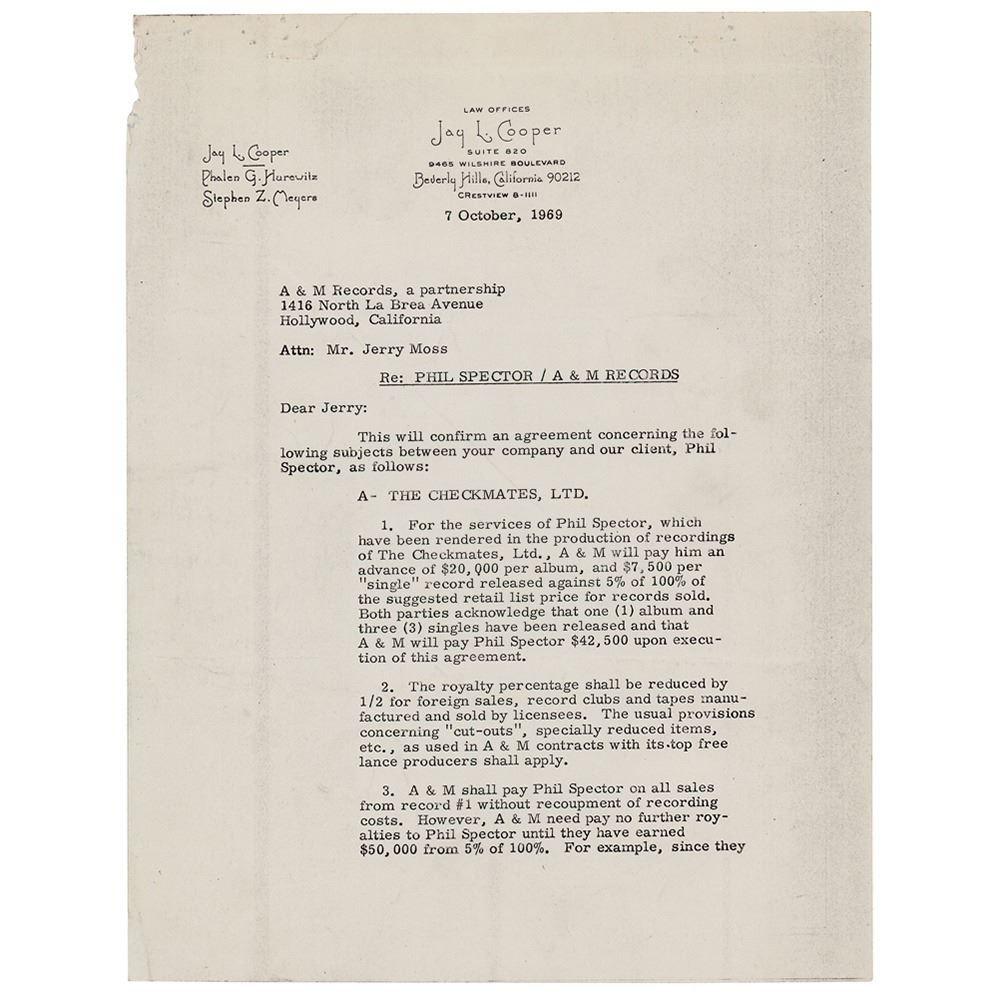 LAW OFFICES
Jay L. Cooper
SUITE 820
9465 WILSHIRE BOULEVARD
Beverly Hills, California 90212
CRESTVIEW 8-1111
Jay L. Cooper
Phalen G. Hurewitz
Stephen Z. Meyers
7 October, 1969
A & M Records, a partnership
1416 North La Brea Avenue
Hollywood, California
Attn: Mr. Jerry Moss
Re: PHIL SPECTOR / A & M RECORDS
Dear Jerry:
This will confirm an agreement concerning the fol-
lowing subjects between your company and our client, Phil
Spector, as follows:
A- THE CHECKMATES, LTD.
1. For the services of Phil Spector, which
have been rendered in the production of recordings
of The Checkmates, Ltd., A & M will pay him an
advance of $20,000 per album, and $7,500 per
"single" record released against 5% of 100% of
the suggested retail list price for records sold.
Both parties acknowledge that one (1) album and
three (3) singles have been released and that
A & M will pay Phil Spector $42,500 upon execu-
tion of this agreement.
2. The royalty percentage shall be reduced by
1/2 for foreign sales, record clubs and tapes manu-
factured and sold by licensees. The usual provisions
concerning "cut-outs", specially reduced items,
etc., as used in A & M contracts with its top free
lance producers shall apply.
3. A & M shall pay Phil Spector on all sales
from record #1 without recoupment of recording
costs. However, A & M need pay no further roy-
alties to Phil Spector until they have earned
$50,000 from 5% of 100%. For example, since they